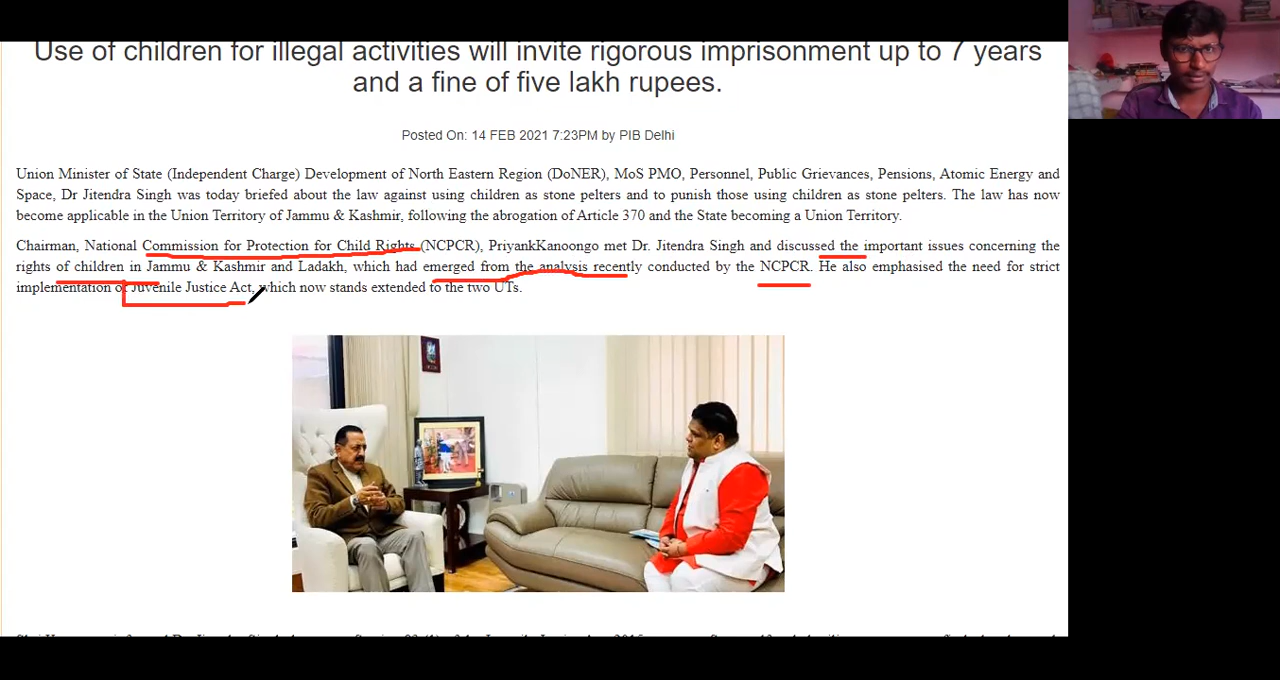 Use of children for illegal activities will invite rigorous imprisonment up to 7 years
and a fine of five lakh rupees.
Posted On: 14 FEB 2021 7:23PM by PIB Delhi
Union Minister of State (Independent Charge) Development of North Eastern Region (DoNER), MoS PMO, Personnel, Public Grievances, Pensions, Atomic Energy and
Space, Dr Jitendra Singh was today briefed about the law against using children as stone pelters and to punish those using children as stone pelters. The law has now
become applicable in the Union Territory of Jammu & Kashmir, following the abrogation of Article 370 and the State becoming a Union Territory.
Chairman, National Commission for Protection for Child Rights (NCPCR), PriyankKanoongo met Dr. Jitendra Singh and discussed the important issues concerning the
rights of children in Jammu & Kashmir and Ladakh, which had emerged from the analysis recently conducted by the NCPCR. He also emphasised the need for strict
implementation of Juvenile Justice Act, which now stands extended to the two UTs.